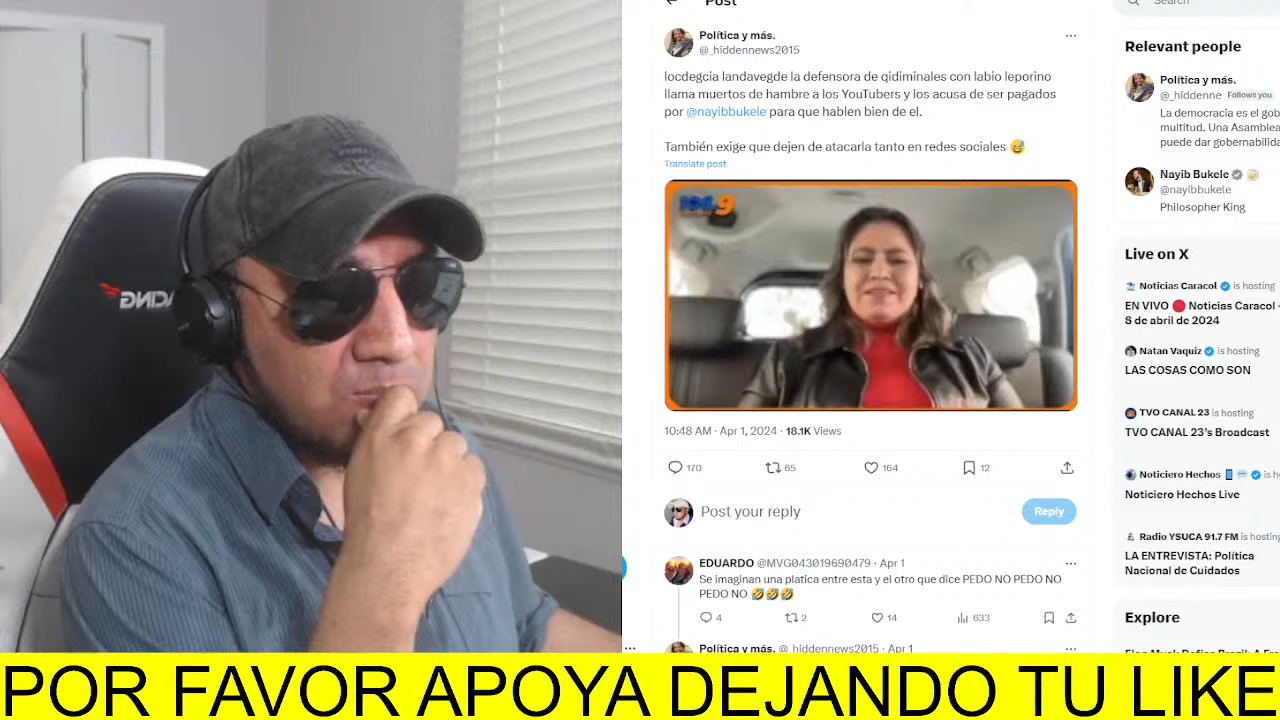 Post
Search
Política y más.
@_hiddennews2015
locdegcia landavegde la defensora de qidiminales con labio leporino
llama muertos de hambre a los YouTubers y los acusa de ser pagados
por @nayibbukele para que hablen bien de el.
También exige que dejen de atacarla tanto en redes sociales 😅
Translate post
10:48 AM · Apr 1, 2024 · 18.1K Views
170 65 164 12
Post your reply
Reply
EDUARDO @MVG043019690479 · Apr 1
Se imaginan una platica entre esta y el otro que dice PEDO NO PEDO NO
PEDO NO 🤣🤣🤣
4 2 14 633
Política y más. @_hiddennews2015 · Apr 1
Relevant people
Política y más.
@_hiddenne Follows you
La democracia es el gob
multitud. Una Asamblea
puede dar gobernabilida
Nayib Bukele
@nayibbukele
Philosopher King
Live on X
Noticias Caracol is hosting
EN VIVO 🔴 Noticias Caracol -
8 de abril de 2024
Natan Vaquiz is hosting
LAS COSAS COMO SON
TVO CANAL 23 is hosting
TVO CANAL 23's Broadcast
Noticiero Hechos is h
Noticiero Hechos Live
Radio YSUCA 91.7 FM is hosting
LA ENTREVISTA: Política
Nacional de Cuidados
Explore
POR FAVOR APOYA DEJANDO TU LIKE